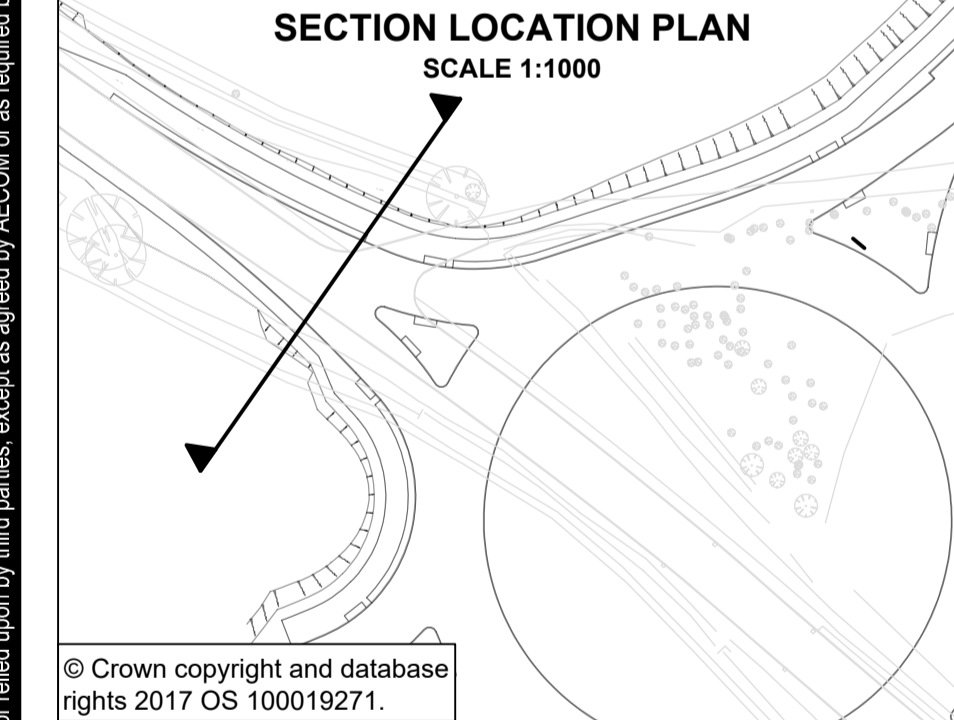 SECTION LOCATION PLAN
SCALE 1:1000
© Crown copyright and database
rights 2017 OS 100019271.
relied upon by third parties, except as agreed by AECOM or as required